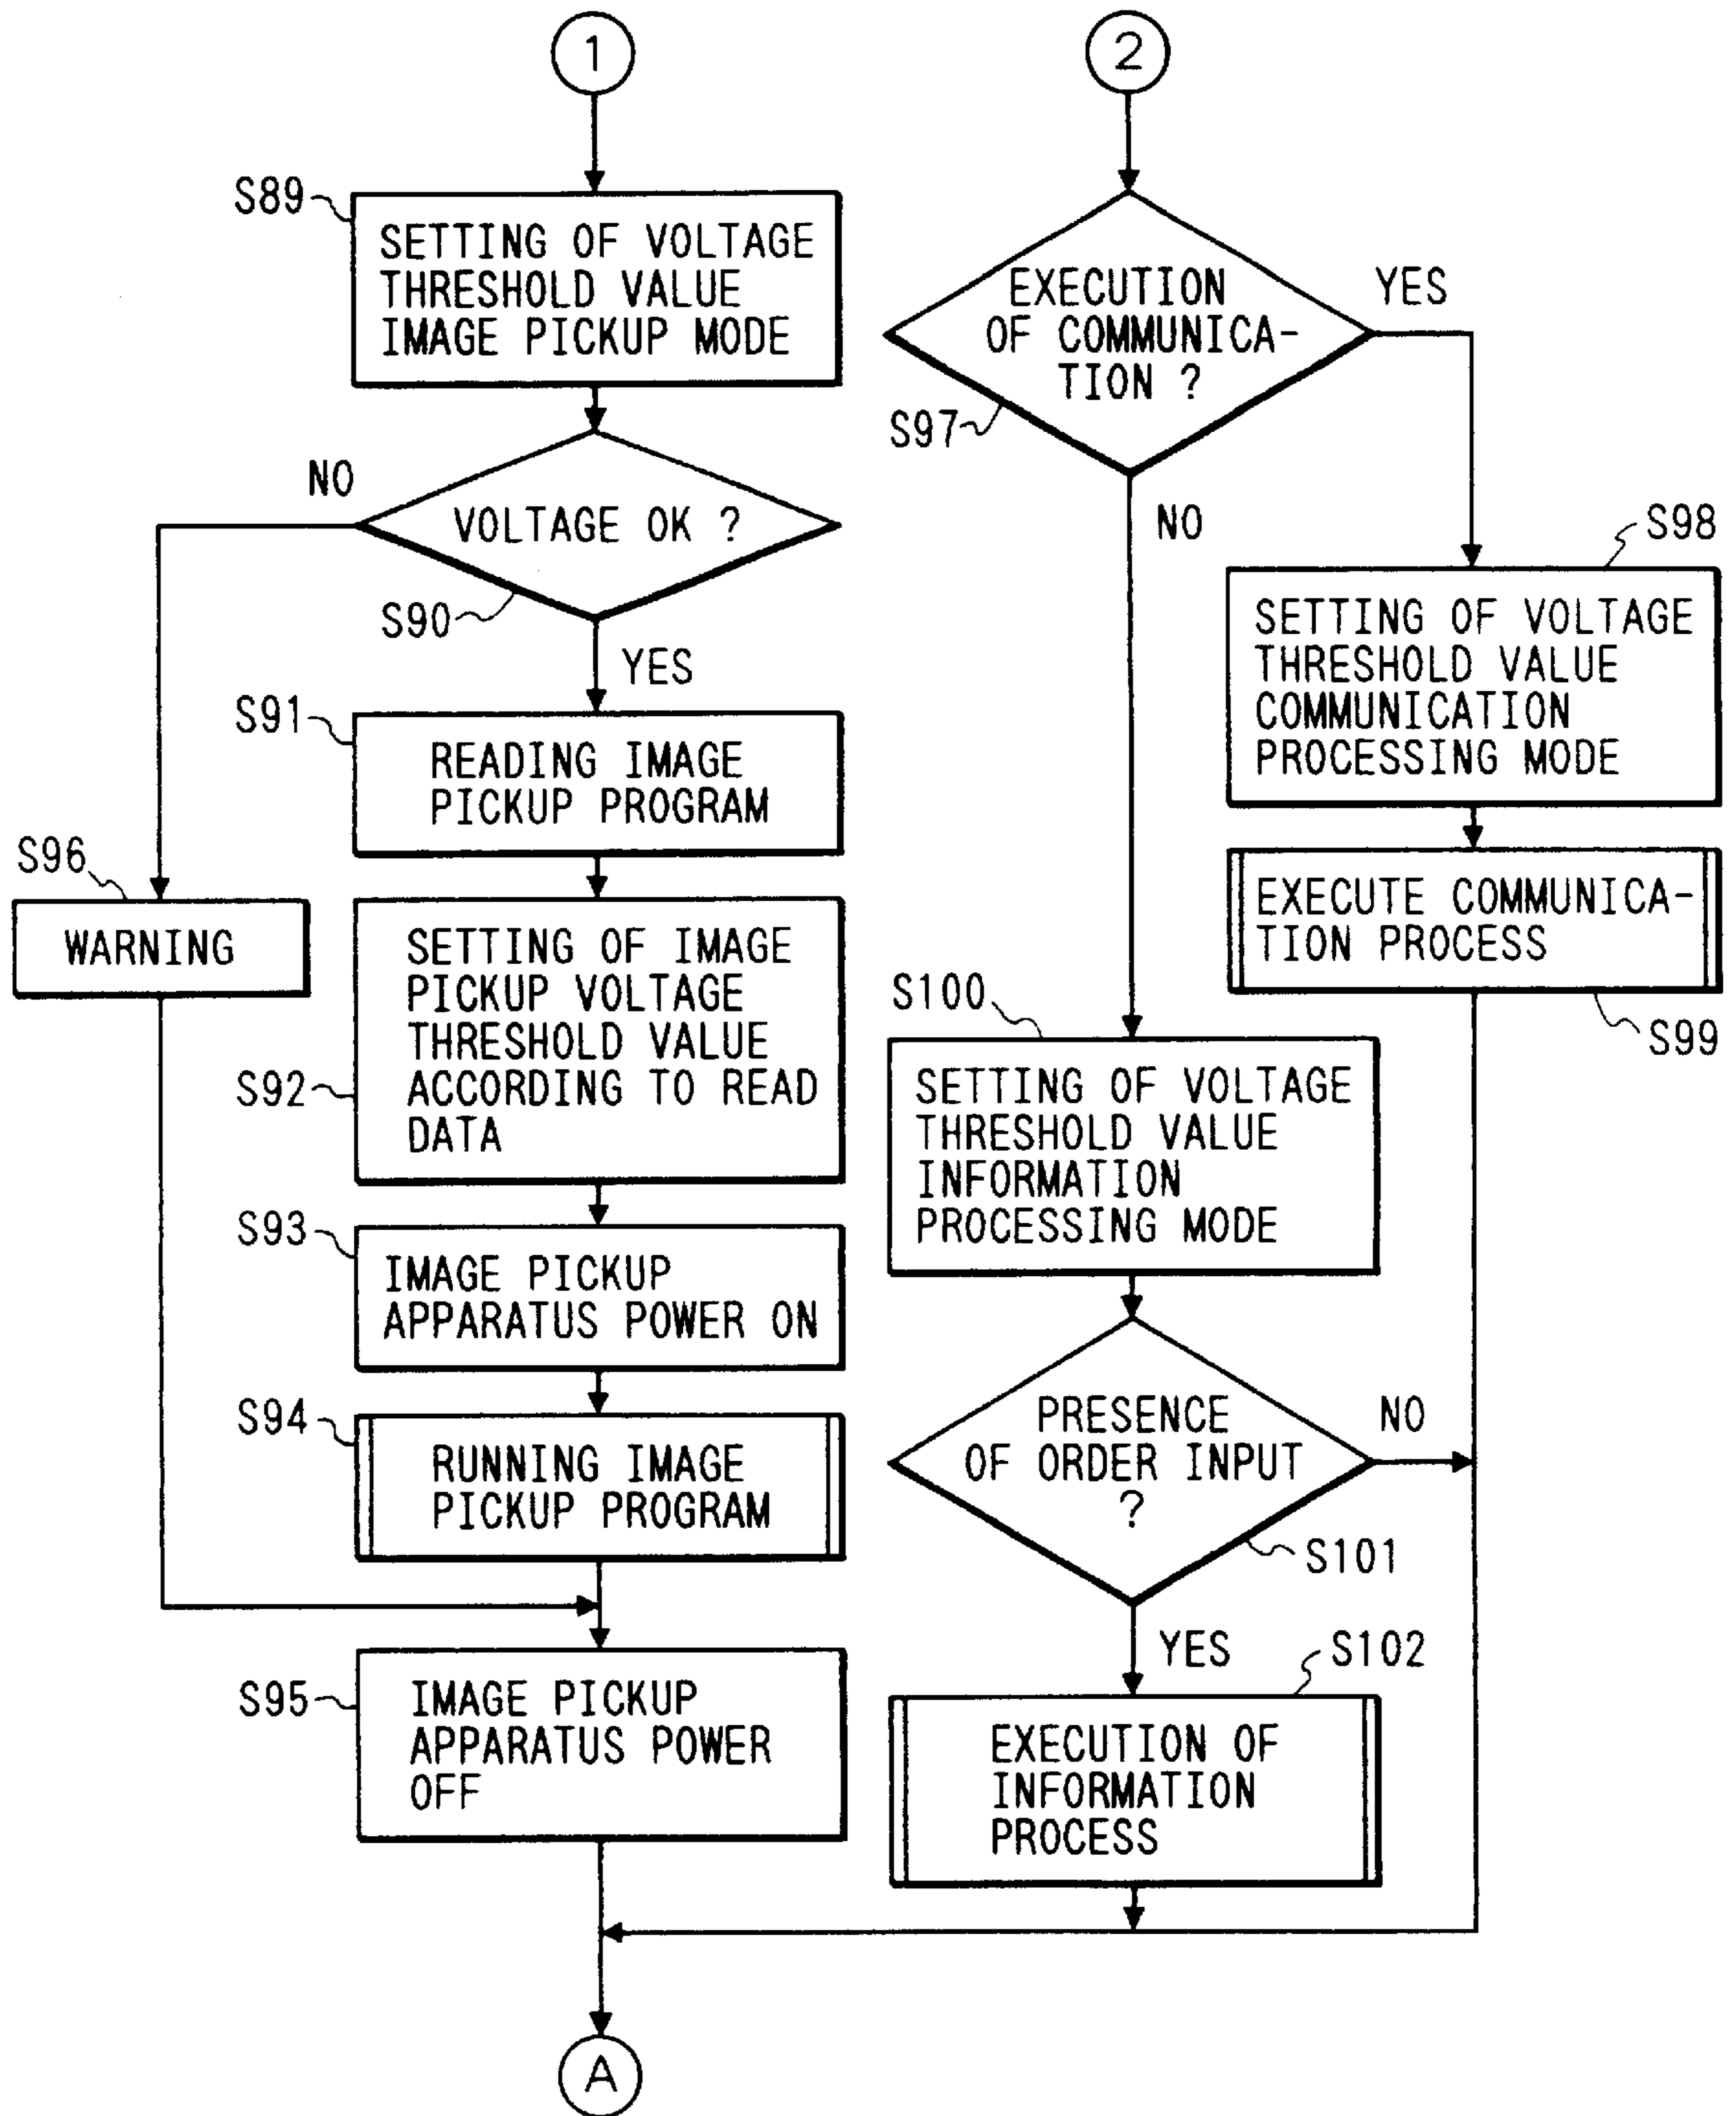 1
S89
SETTING OF VOLTAGE
THRESHOLD VALUE
IMAGE PICKUP MODE
NO
VOLTAGE OK ?
S90
YES
S91
READING IMAGE
PICKUP PROGRAM
S96
WARNING
SETTING OF IMAGE
PICKUP VOLTAGE
THRESHOLD VALUE
ACCORDING TO READ
DATA
S92
S93
IMAGE PICKUP
APPARATUS POWER ON
S94
RUNNING IMAGE
PICKUP PROGRAM
S95
IMAGE PICKUP
APPARATUS POWER
OFF
2
EXECUTION
OF COMMUNICA-
TION ?
YES
S97
NO
S98
SETTING OF VOLTAGE
THRESHOLD VALUE
COMMUNICATION
PROCESSING MODE
EXECUTE COMMUNICA-
TION PROCESS
S99
S100
SETTING OF VOLTAGE
THRESHOLD VALUE
INFORMATION
PROCESSING MODE
PRESENCE
OF ORDER INPUT
?
NO
S101
YES
S102
EXECUTION OF
INFORMATION
PROCESS
A